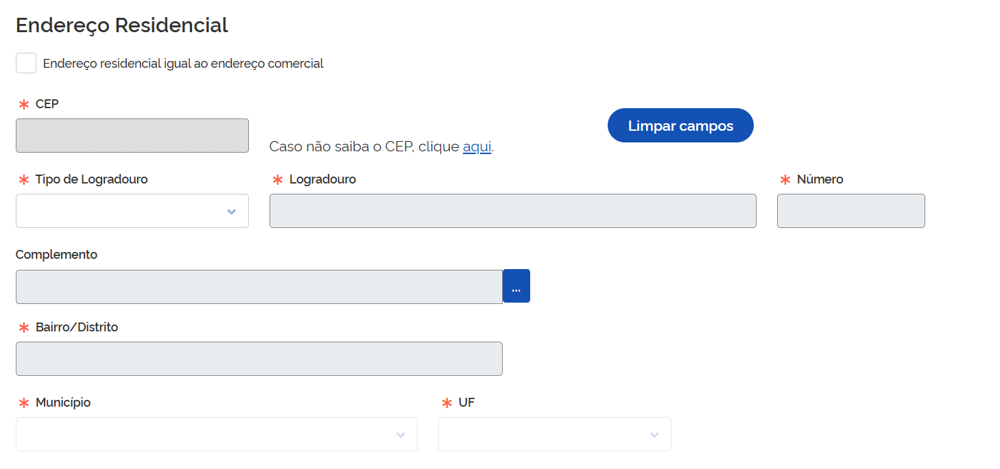 Endereço Residencial
Endereço residencial igual ao endereço comercial
* CEP
Limpar campos
Caso não saiba o CEP, clique aqui.
* Tipo de Logradouro
* Logradouro
* Número
Complemento
...
* Bairro/Distrito
* Município
* UF